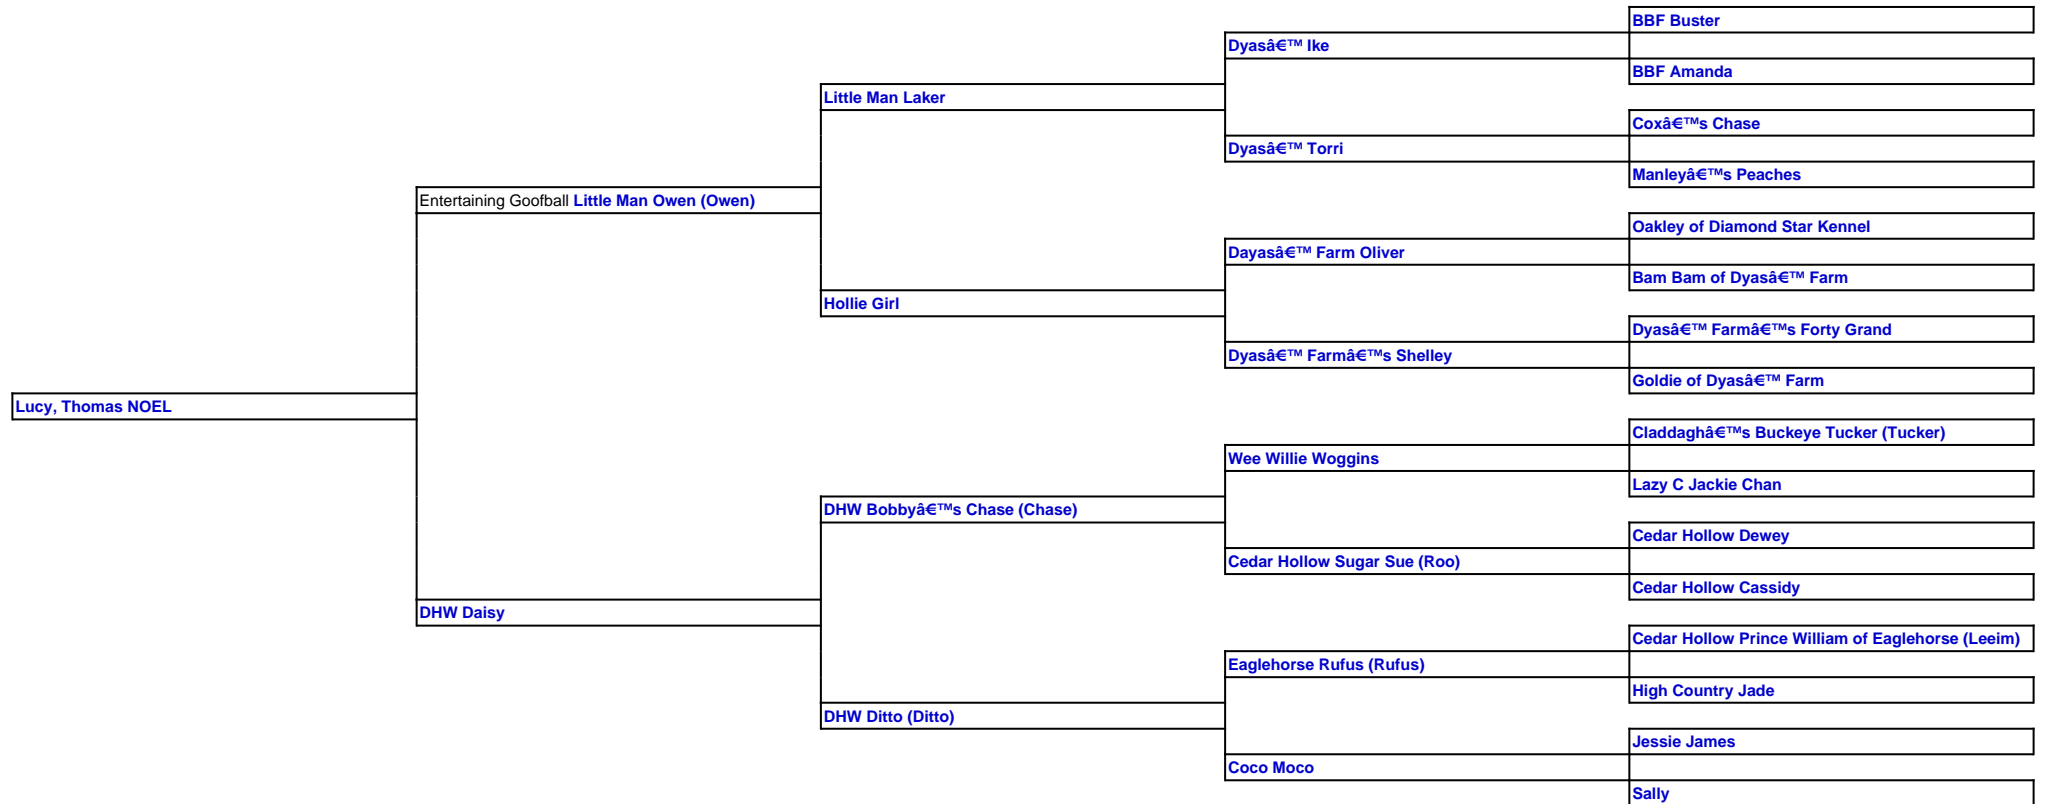 BBF Buster
Dyasâ€™ Ike
BBF Amanda
Little Man Laker
Coxâ€™s Chase
Dyasâ€™ Torri
Manleyâ€™s Peaches
Entertaining Goofball Little Man Owen (Owen)
Oakley of Diamond Star Kennel
Dayasâ€™ Farm Oliver
Bam Bam of Dyasâ€™ Farm
Hollie Girl
Dyasâ€™ Farmâ€™s Forty Grand
Dyasâ€™ Farmâ€™s Shelley
Goldie of Dyasâ€™ Farm
Lucy, Thomas NOEL
Claddaghâ€™s Buckeye Tucker (Tucker)
Wee Willie Woggins
Lazy C Jackie Chan
DHW Bobbyâ€™s Chase (Chase)
Cedar Hollow Dewey
Cedar Hollow Sugar Sue (Roo)
Cedar Hollow Cassidy
DHW Daisy
Cedar Hollow Prince William of Eaglehorse (Leeim)
Eaglehorse Rufus (Rufus)
High Country Jade
DHW Ditto (Ditto)
Jessie James
Coco Moco
Sally